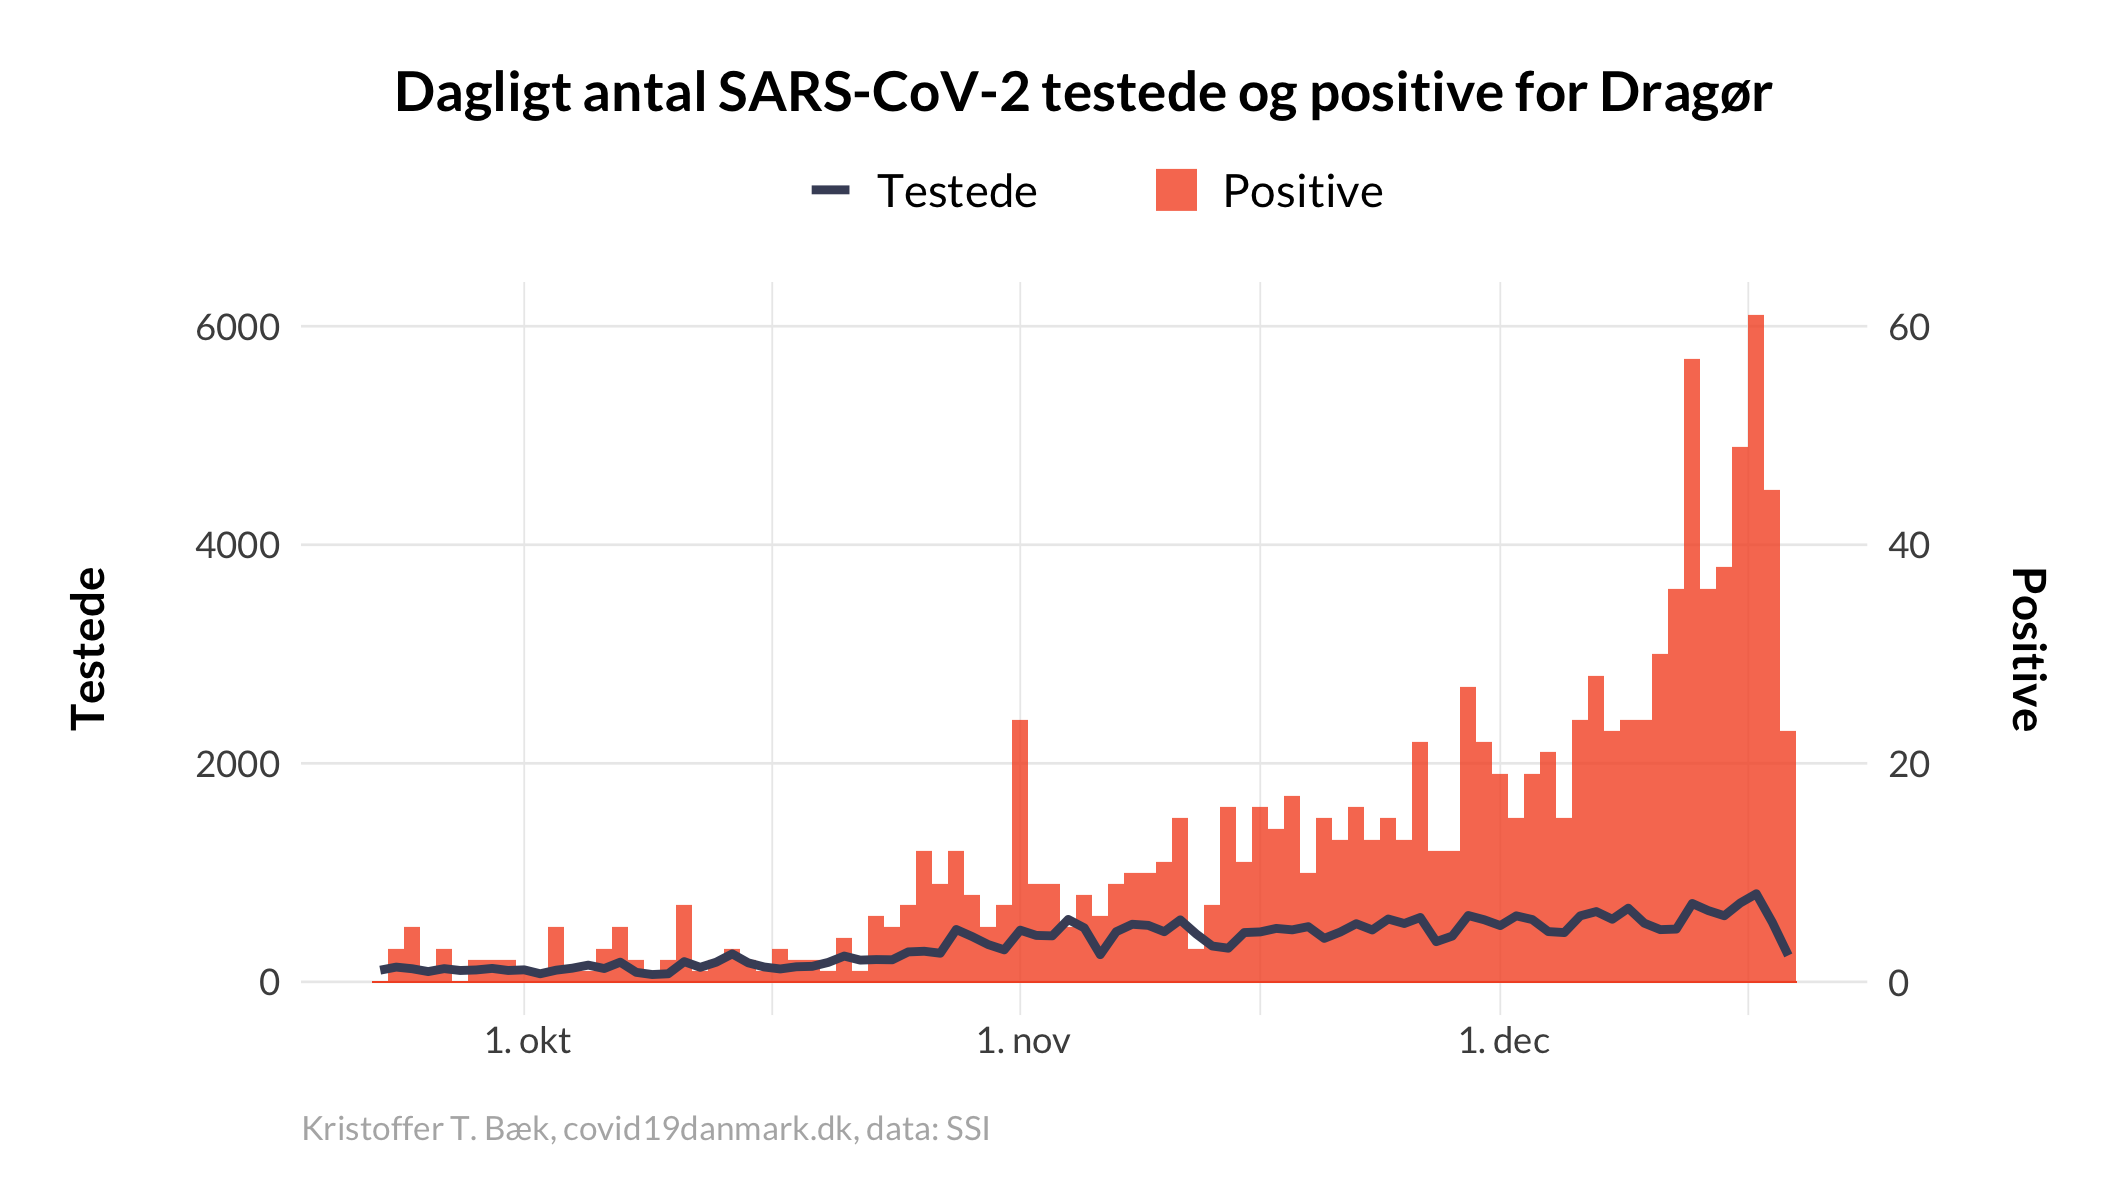 Dagligt antal SARS-CoV-2 testede og positive for Dragør
Testede
Positive
6000
4000
2000
0
60
40
20
0
Testede
Positive
1. okt
1. nov
1. dec
Kristoffer T. Bæk, covid19danmark.dk, data: SSI